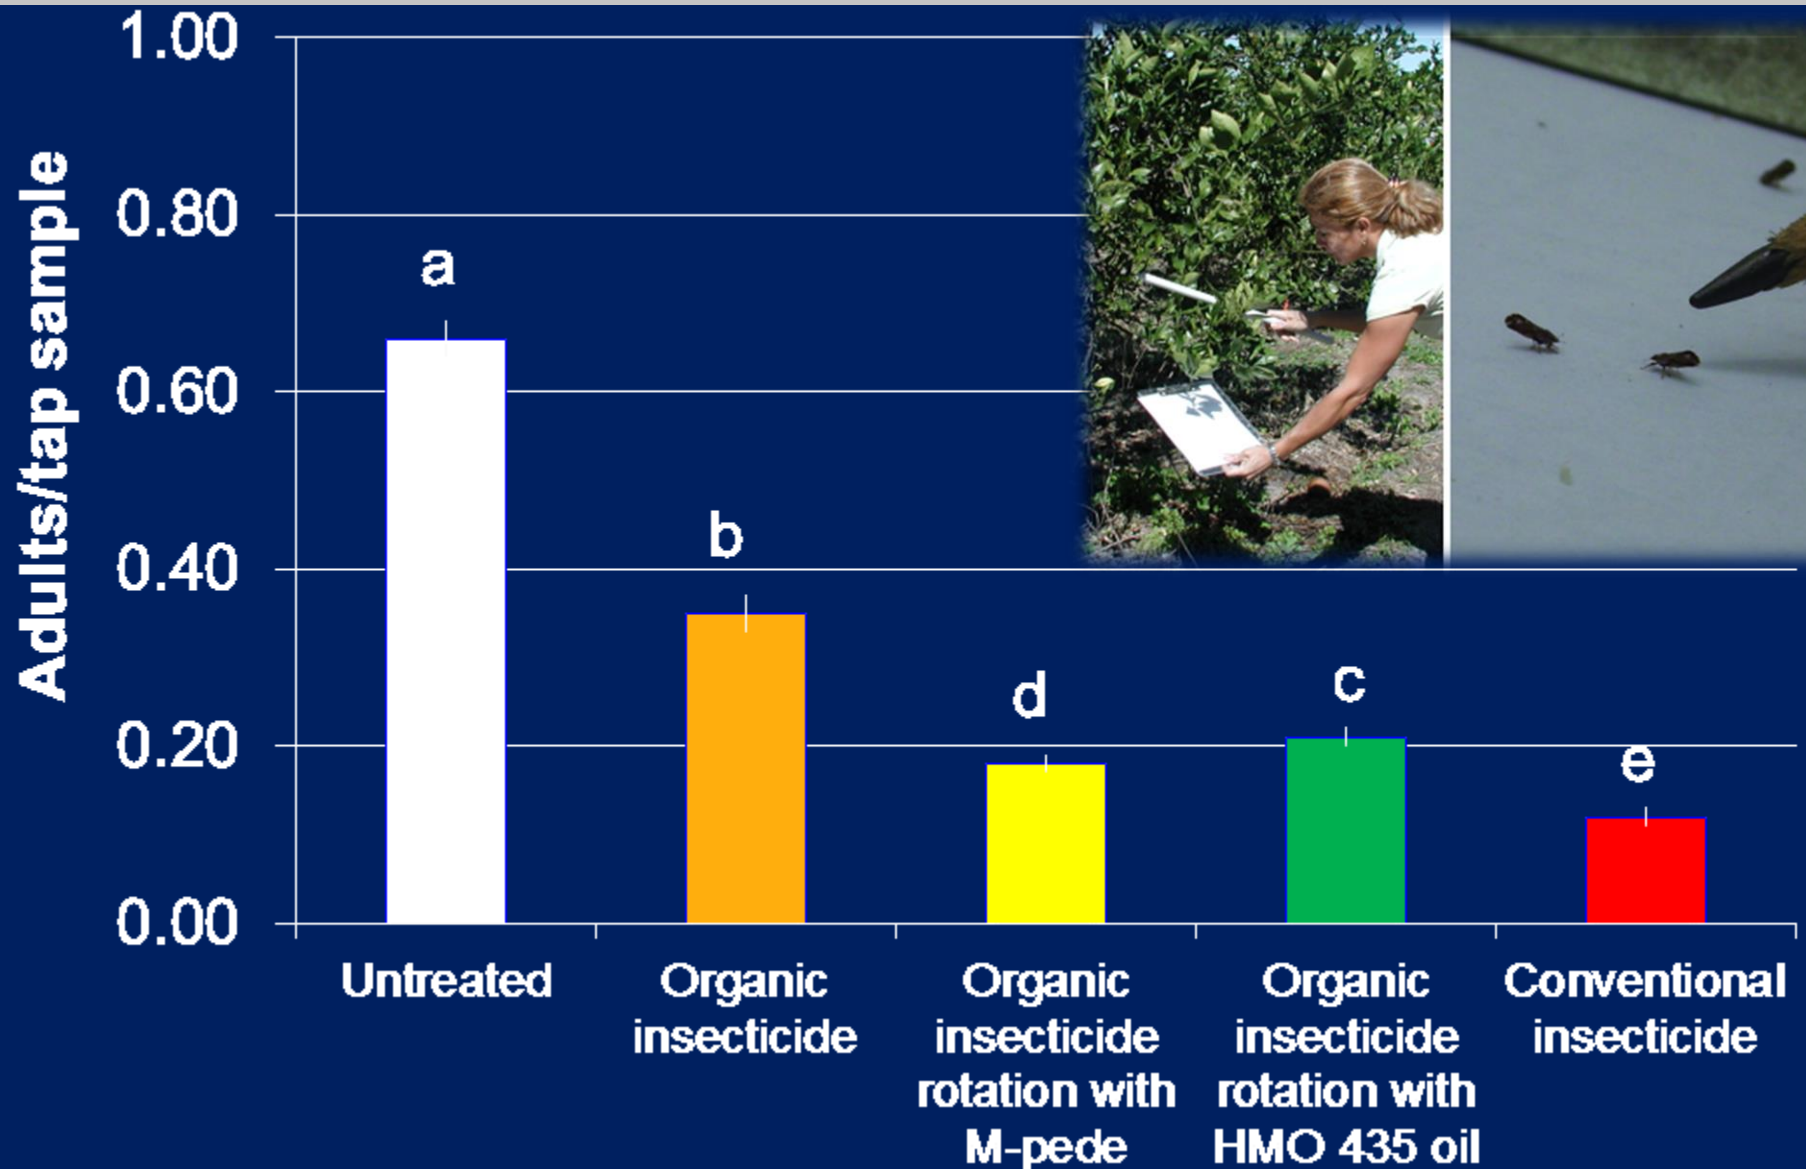 Adults/tap sample
1.00
0.80
0.60
0.40
0.20
0.00
a
b
d
c
e
Untreated
Organic
insecticide
Organic
insecticide
rotation with
M-pede
Organic
insecticide
rotation with
HMO 435 oil
Conventional
insecticide